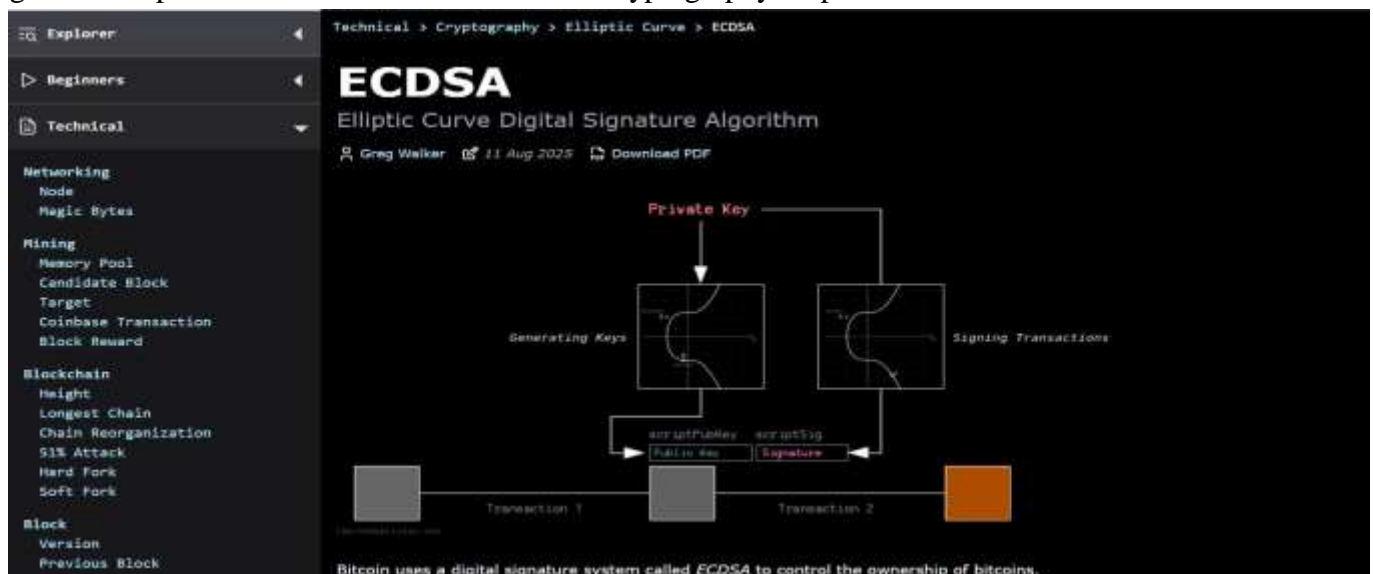 Explorer
Beginners
Technical
Networking
Node
Magic Bytes
Mining
Memory Pool
Candidate Block
Target
Coinbase Transaction
Block Reward
Blockchain
Height
Longest Chain
Chain Reorganization
51% Attack
Hard Fork
Soft Fork
Block
Version
Previous Block
Technical > Cryptography > Elliptic Curve > ECDSA
ECDSA
Elliptic Curve Digital Signature Algorithm
Greg Walker 11 Aug 2025 Download PDF
Private Key
Generating Keys
Signing Transactions
scriptPubKey scriptSig
Public Key Signature
Transaction 1 Transaction 2
Bitcoin uses a digital signature system called ECDSA to control the ownership of bitcoins.